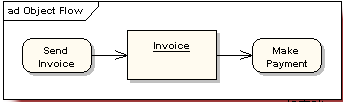 ad Object Flow
Send
Invoice
Invoice
Make
Payment